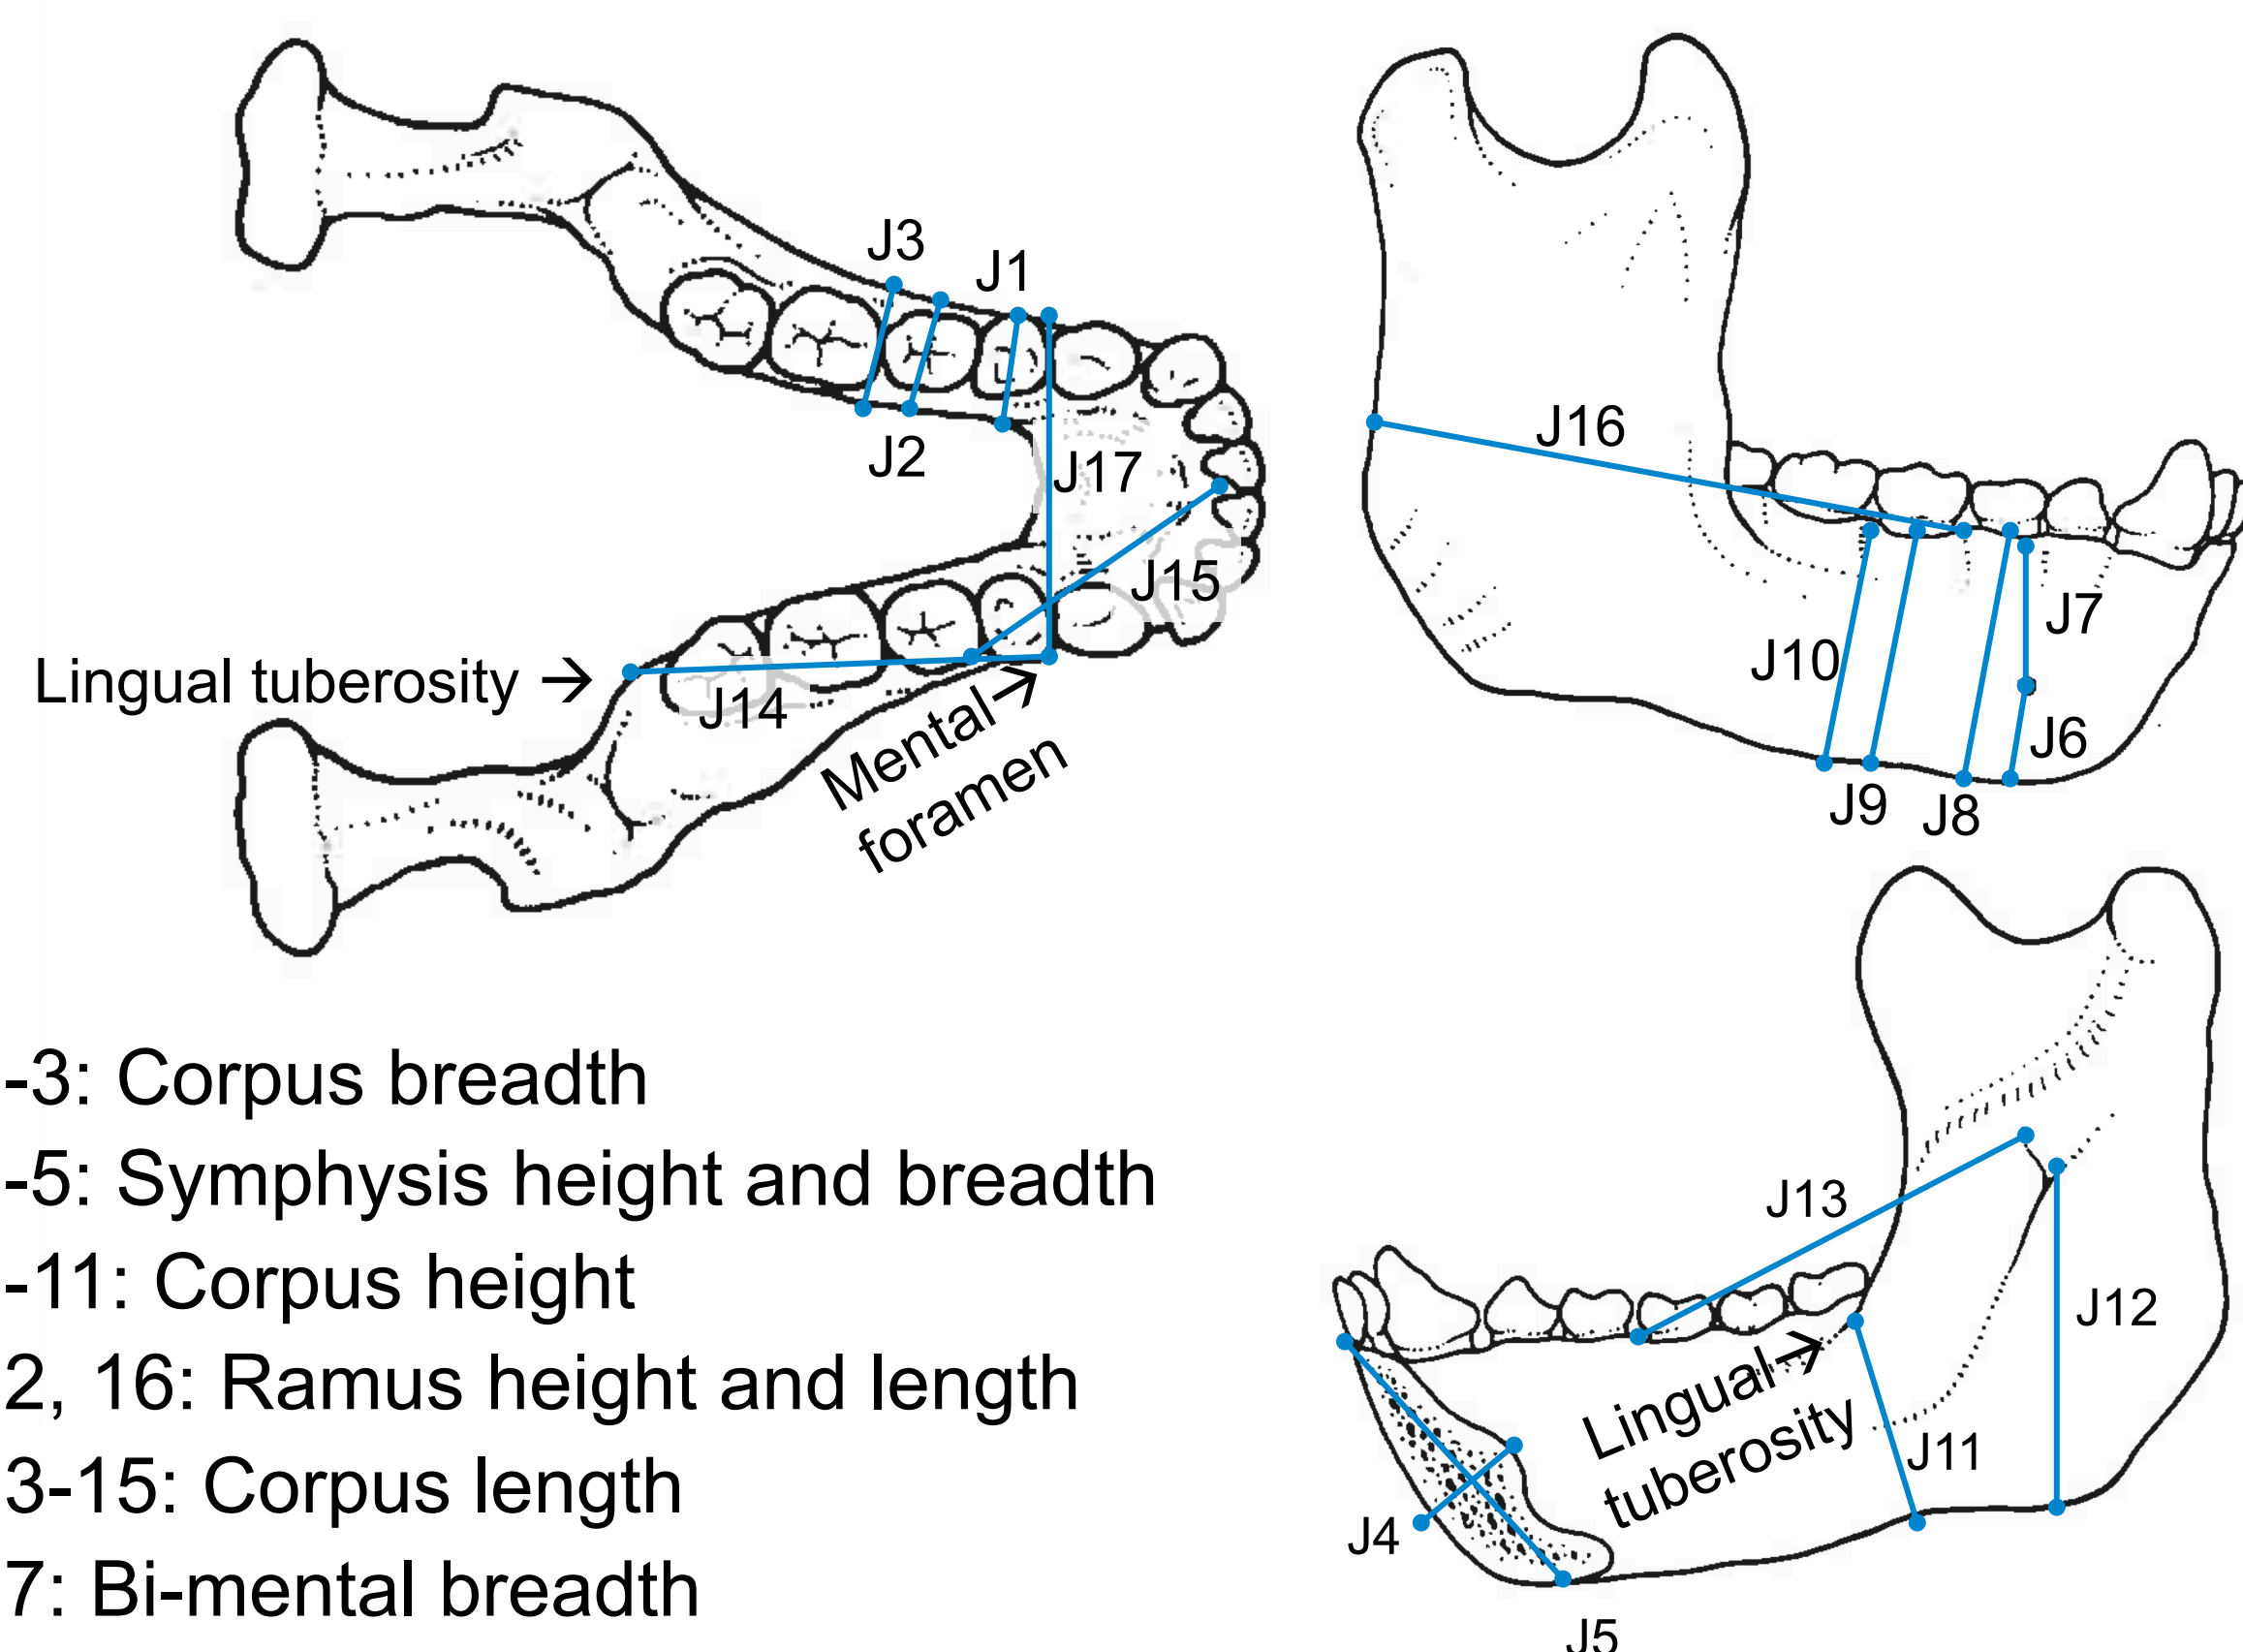 J3
J1
J2
J17
J15
Lingual tuberosity →
J14
Mental→
foramen
J16
J7
J10
J6
J9
J8
J13
J12
Lingual→
tuberosity
J11
J4
J5
-3: Corpus breadth
-5: Symphysis height and breadth
-11: Corpus height
2, 16: Ramus height and length
3-15: Corpus length
7: Bi-mental breadth